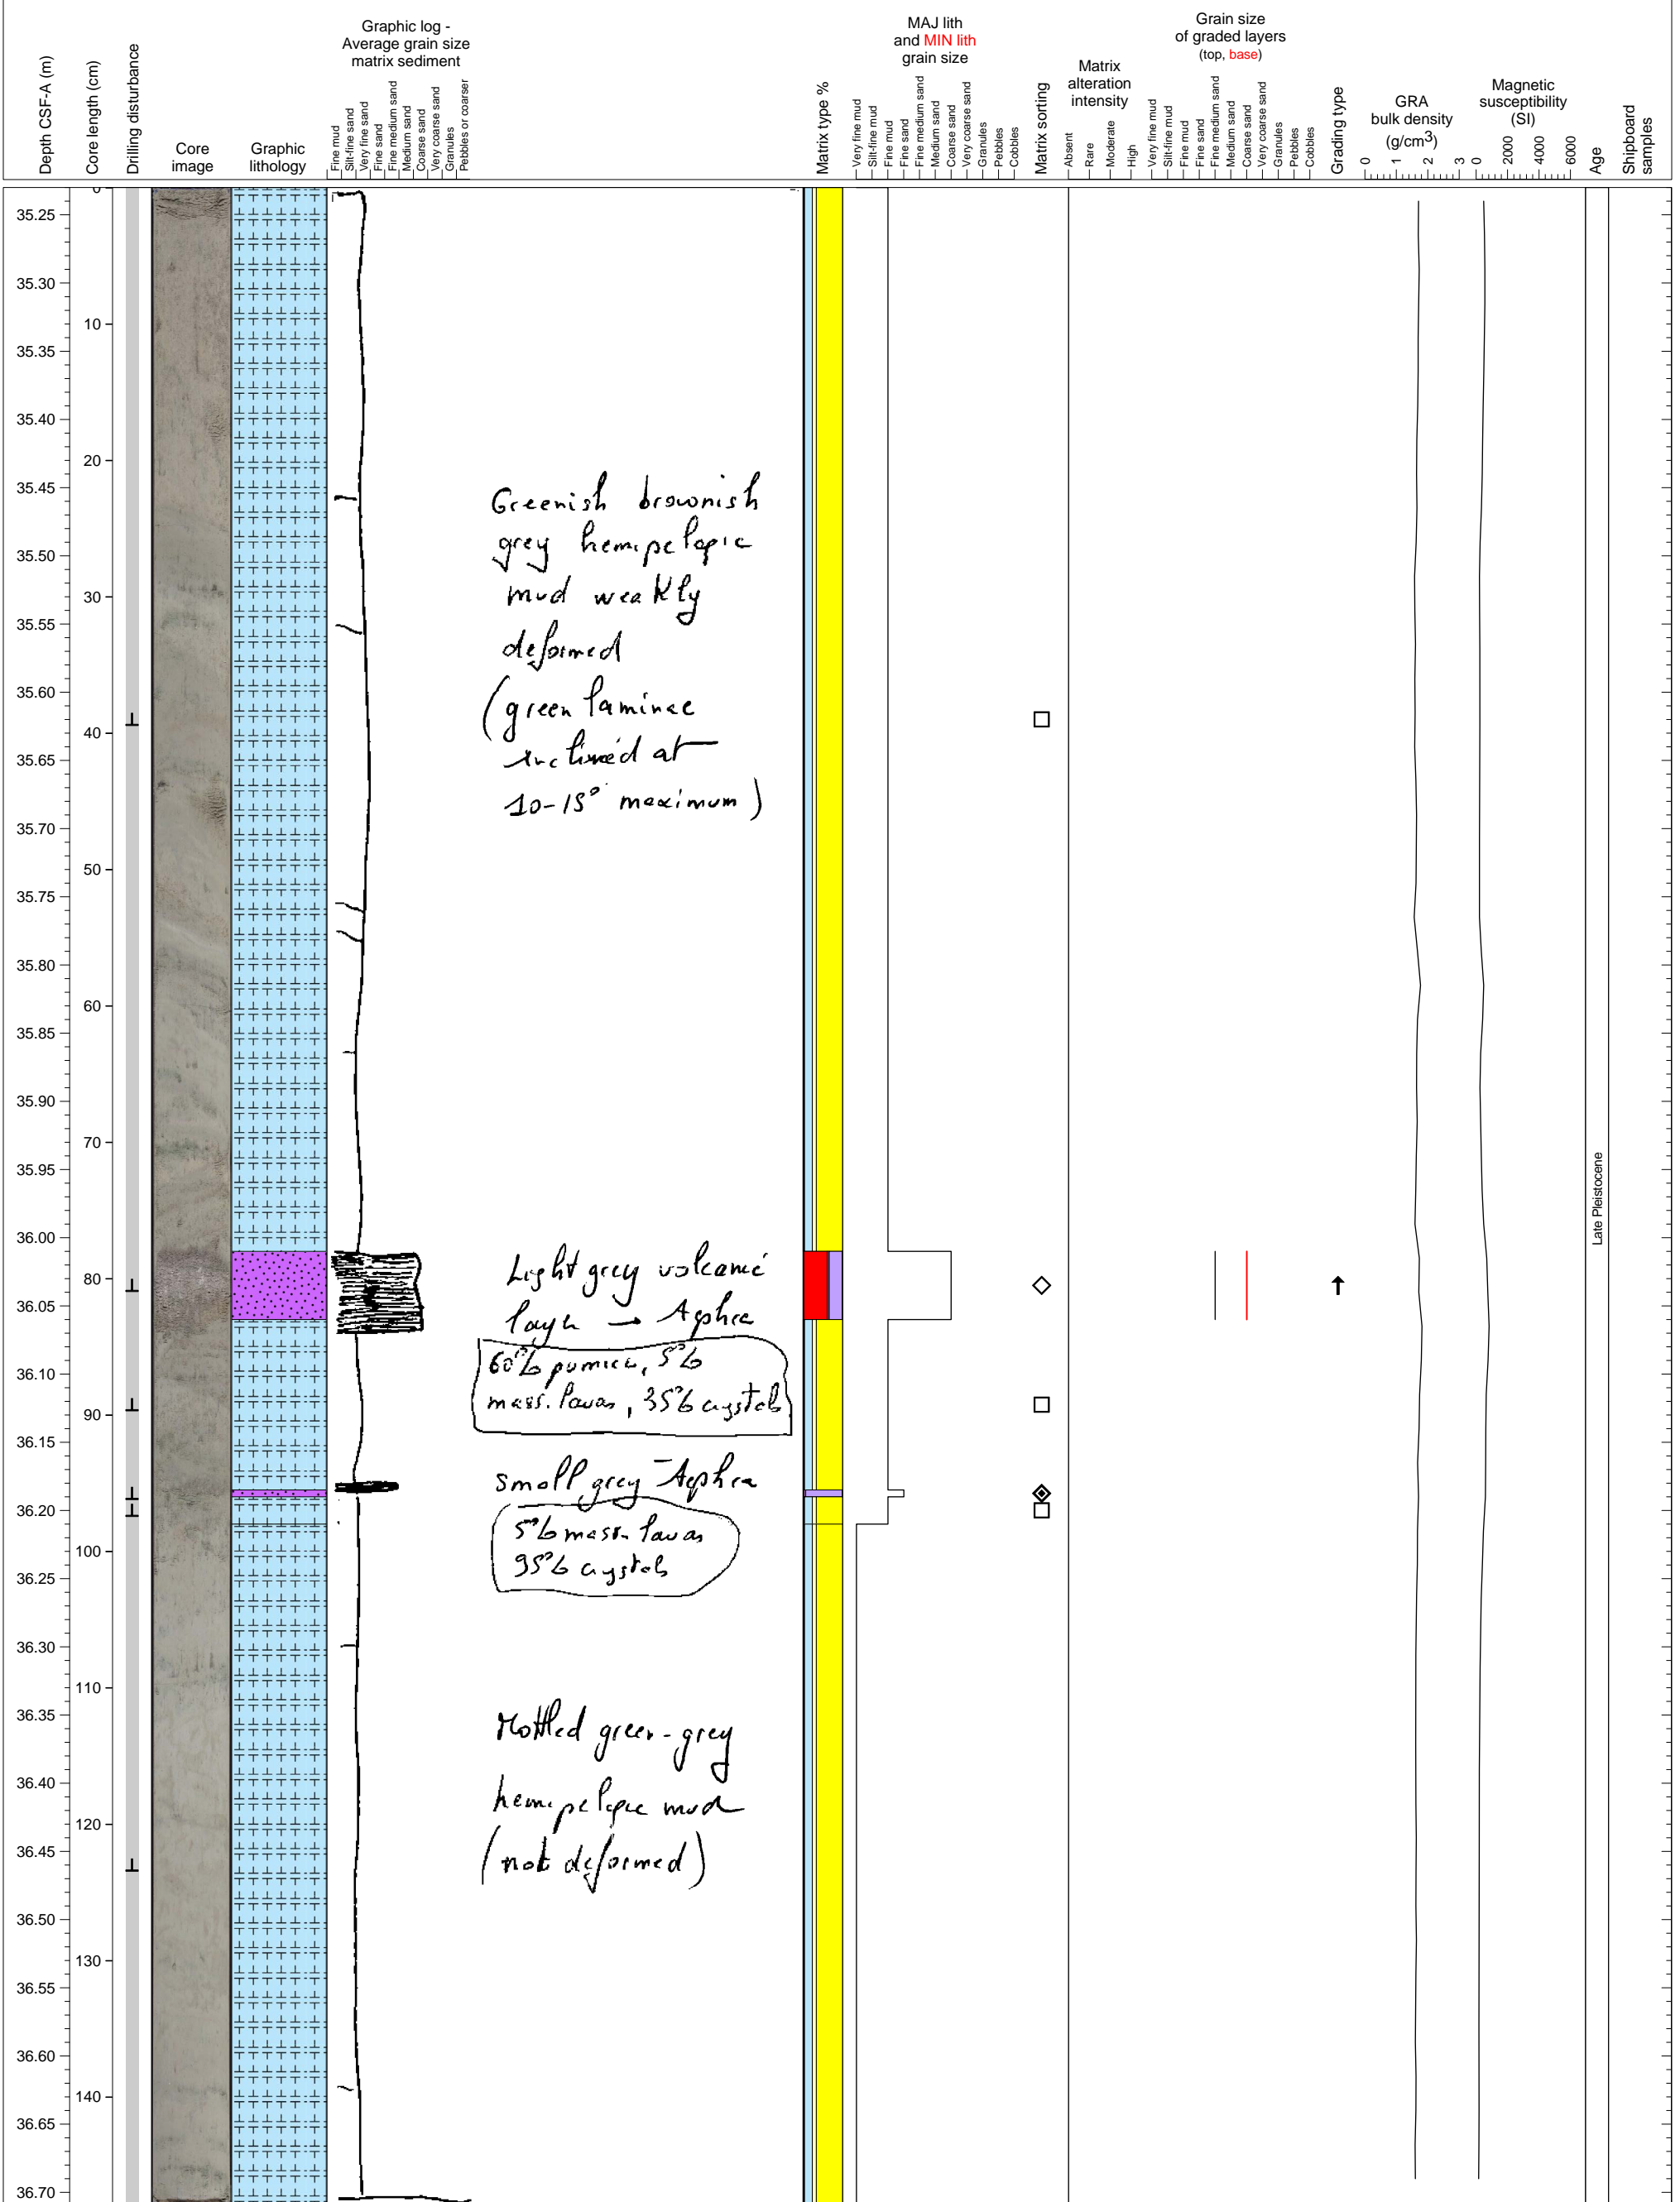 Depth CSF-A (m)
Core length (cm)
Drilling disturbance
Core
image
Graphic
lithology
Graphic log -
Average grain size
matrix sediment
Fine mud
Silt-fine sand
Very fine sand
Fine sand
Fine medium sand
Medium sand
Coarse sand
Very coarse sand
Granules
Pebbles or coarser
Matrix type %
MAJ lith
and MIN lith
grain size
Very fine mud
Silt-fine mud
Fine mud
Fine sand
Fine medium sand
Medium sand
Coarse sand
Very coarse sand
Granules
Pebbles
Cobbles
Matrix sorting
Matrix
alteration
intensity
Absent
Rare
Moderate
High
Grain size
of graded layers
(top, base)
Very fine mud
Silt-fine mud
Fine mud
Fine sand
Fine medium sand
Medium sand
Coarse sand
Very coarse sand
Granules
Pebbles
Cobbles
Grading type
GRA
bulk density
(g/cm3)
0 1 2 3
Magnetic
susceptibility
(SI)
0 2000 4000 6000
Age
Shipboard
samples
0
35.25
35.30
10
35.35
35.40
20
35.45
35.50
30
35.55
35.60
40
35.65
35.70
50
35.75
35.80
60
35.85
35.90
70
35.95
36.00
80
36.05
36.10
90
36.15
36.20
100
36.25
36.30
110
36.35
36.40
120
36.45
36.50
130
36.55
36.60
140
36.65
36.70
Greenish brownish
grey hemipelagic
mud weakly
deformed
(green laminae
inclined at
10-15° maximum)
Light grey volcanic
layer → tephra
60% pumice, 5%
mass. lavas, 35% crystals
small grey tephra
5% mass. lavas
95% crystals
Mottled green-grey
hemipelagic mud
(not deformed)
Late Pleistocene